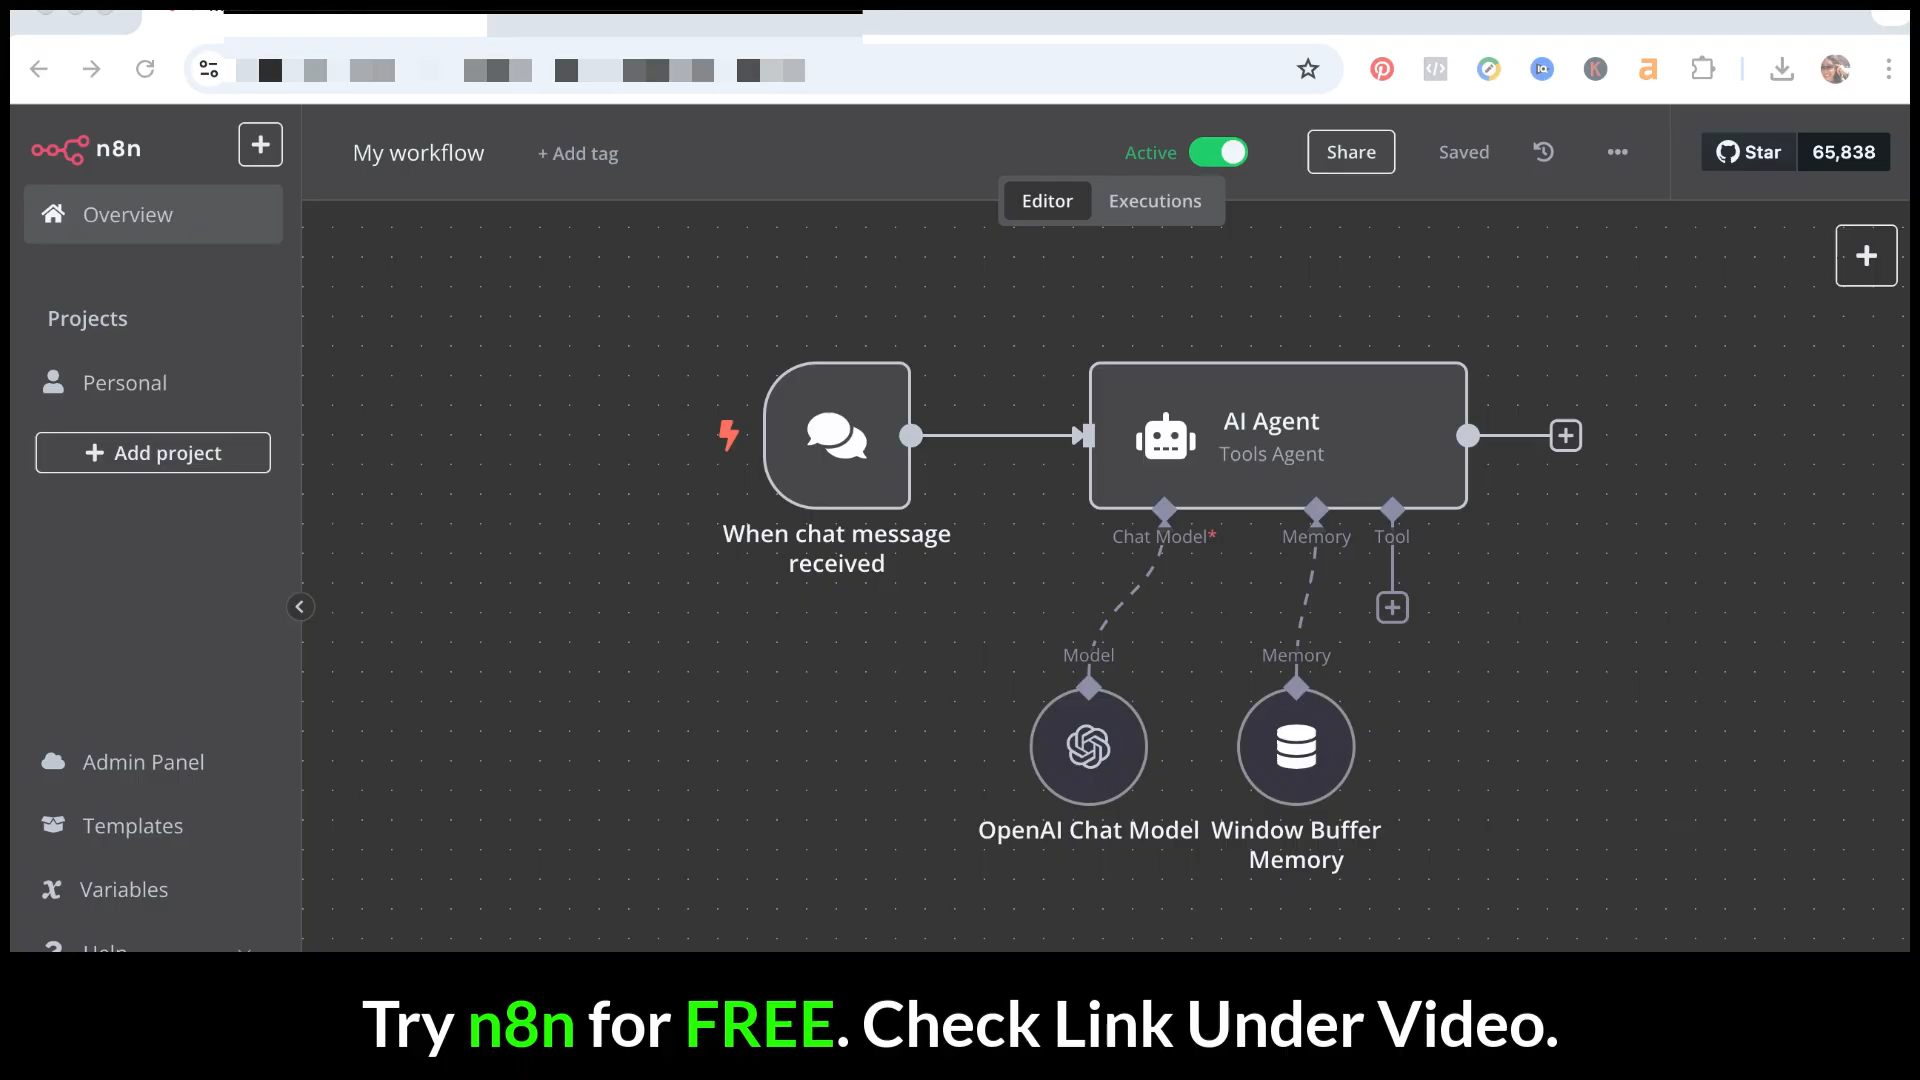 n8n
My workflow
+ Add tag
Active
Share
Saved
Star
65,838
Editor
Executions
Overview
Projects
Personal
Add project
AI Agent
Tools Agent
When chat message
received
Chat Model*
Memory
Tool
Model
Memory
OpenAI Chat Model
Window Buffer
Memory
Admin Panel
Templates
Variables
Help
Try n8n for FREE. Check Link Under Video.